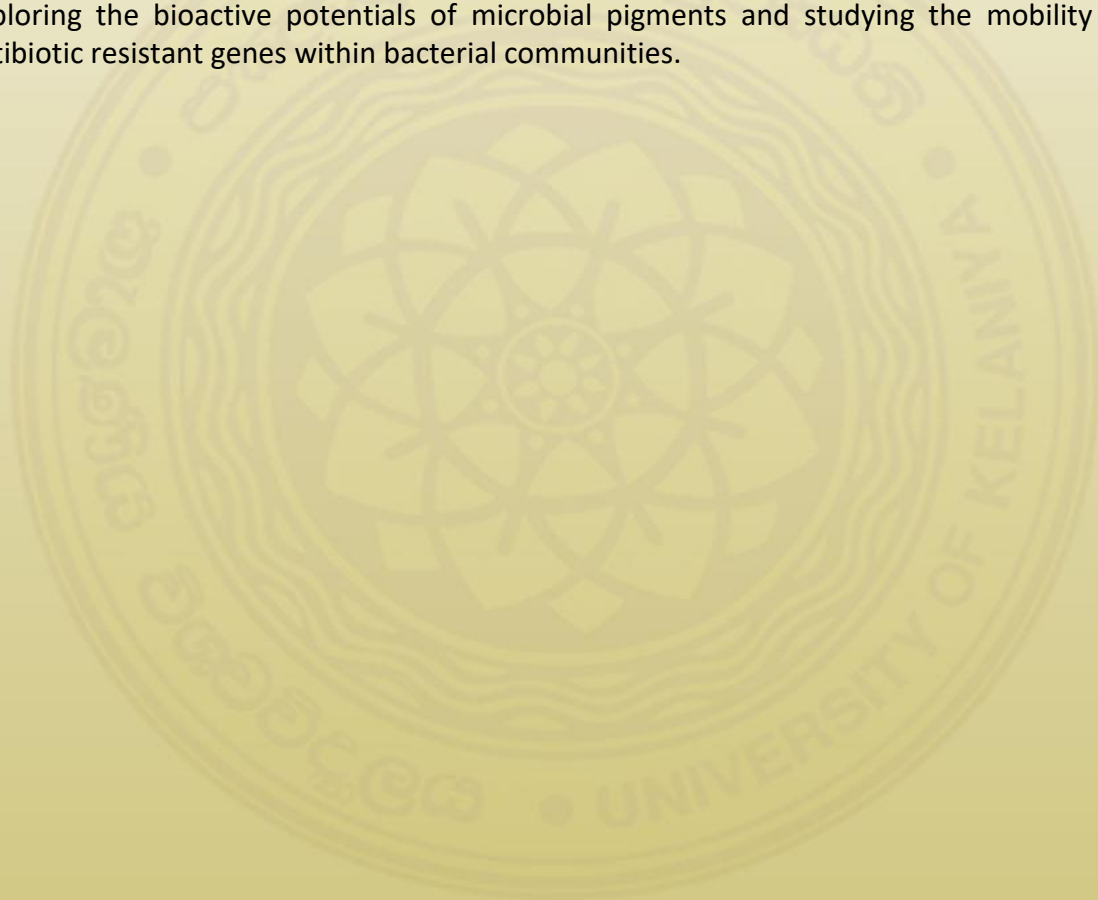 ploring the bioactive potentials of microbial pigments and studying the mobility
tibiotic resistant genes within bacterial communities.
UNIVERSITY OF KELANIYA